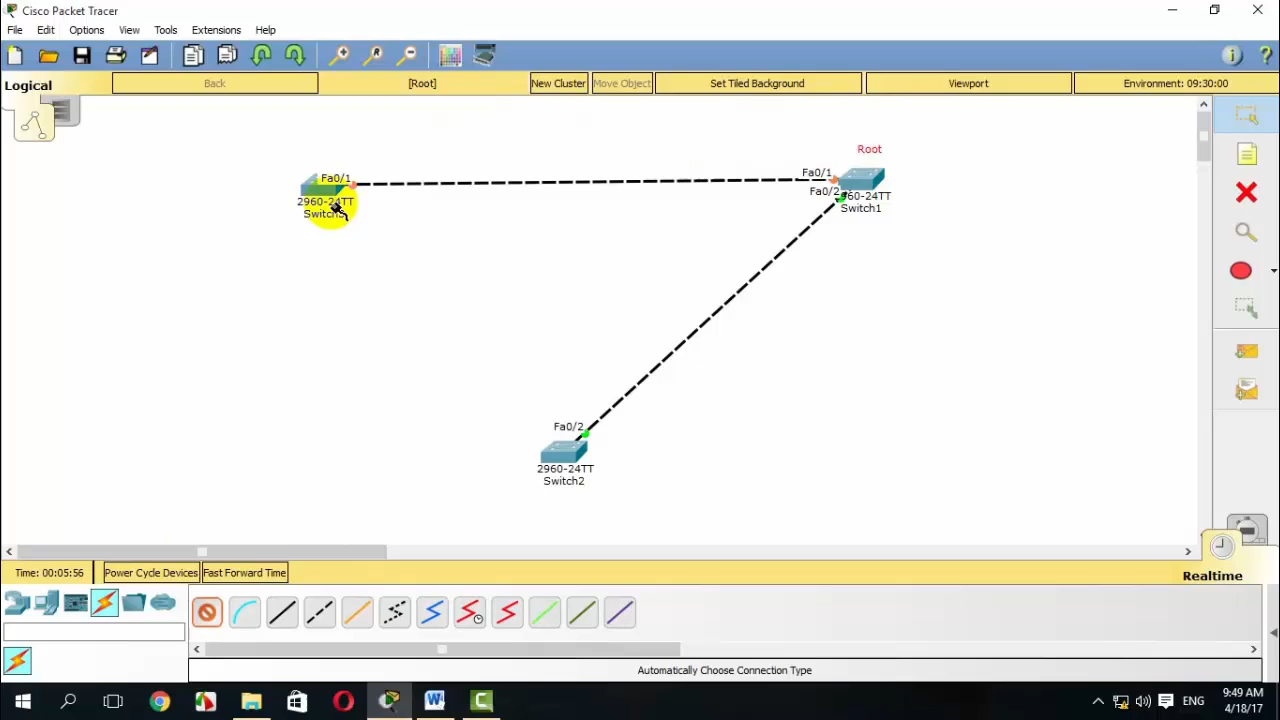 Cisco Packet Tracer
File Edit Options View Tools Extensions Help
Logical
Back
[Root]
New Cluster
Move Object
Set Tiled Background
Viewport
Environment: 09:30:00
Root
Fa0/1
2960-24TT
Fa0/1
Fa0/2
960-24TT
Switch1
Fa0/2
2960-24TT
Switch2
Time: 00:05:56
Power Cycle Devices
Fast Forward Time
Realtime
Automatically Choose Connection Type
ENG
9:49 AM
4/18/17